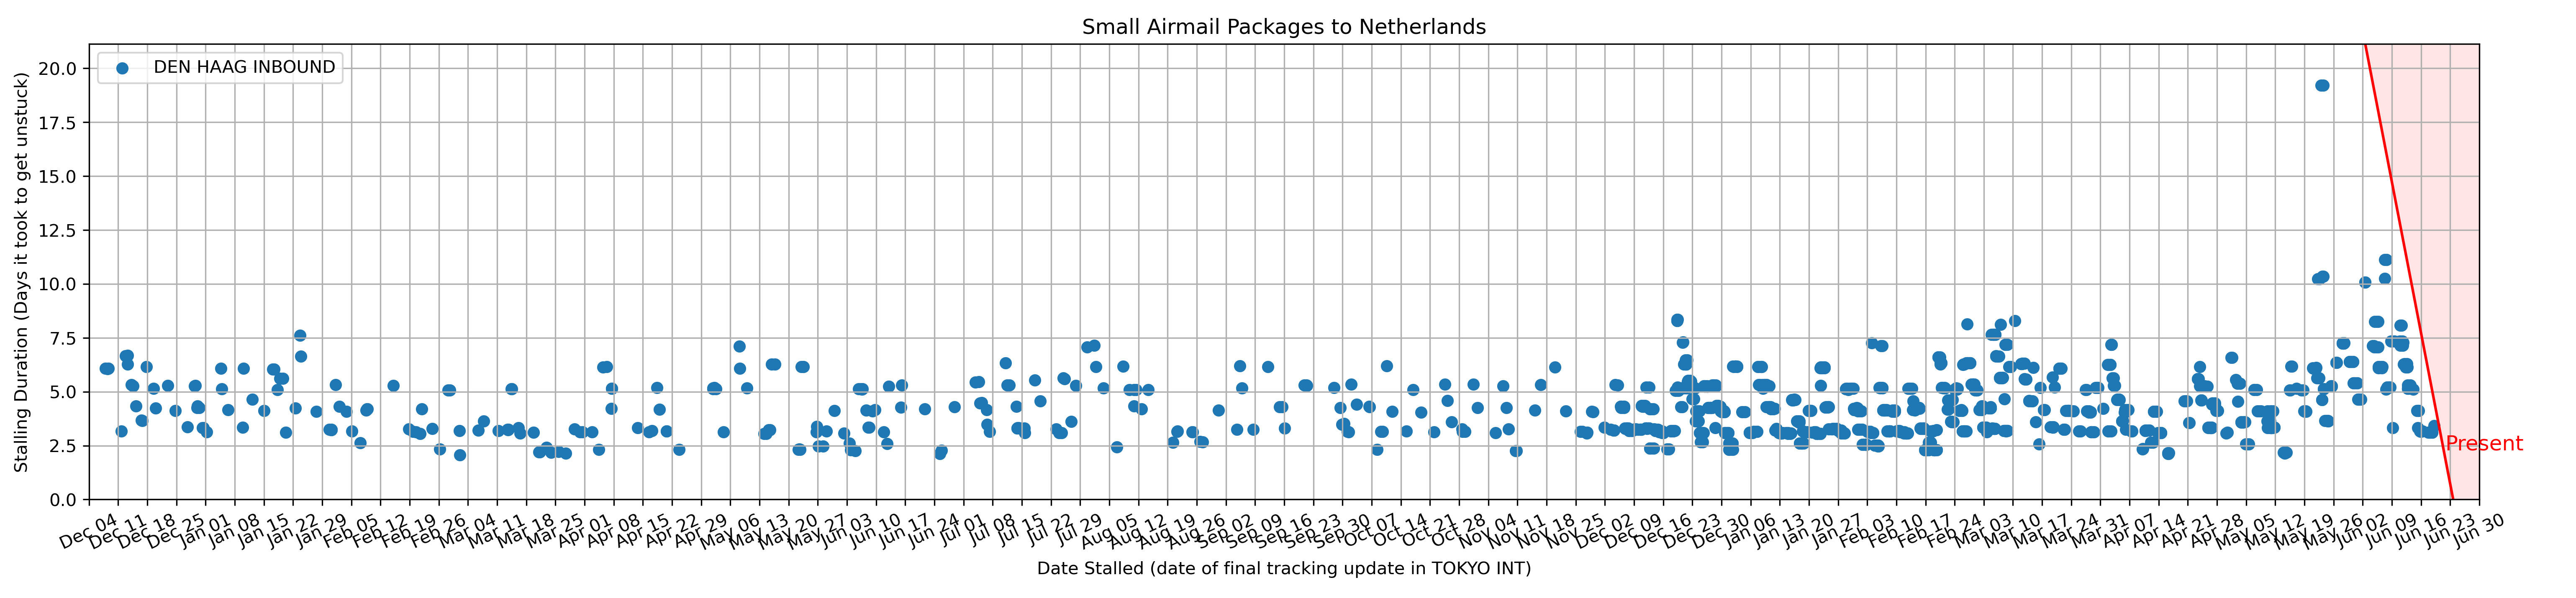 Small Airmail Packages to Netherlands
DEN HAAG INBOUND
Stalling Duration (Days it took to get unstuck)
20.0
17.5
15.0
12.5
10.0
7.5
5.0
2.5
0.0
Present
Dec 04
Dec 11
Dec 18
Dec 25
Jan 01
Jan 08
Jan 15
Jan 22
Jan 29
Feb 05
Feb 12
Feb 19
Feb 26
Mar 04
Mar 11
Mar 18
Mar 25
Apr 01
Apr 08
Apr 15
Apr 22
Apr 29
May 06
May 13
May 20
May 27
Jun 03
Jun 10
Jun 17
Jun 24
Jul 01
Jul 08
Jul 15
Jul 22
Jul 29
Aug 05
Aug 12
Aug 19
Aug 26
Sep 02
Sep 09
Sep 16
Sep 23
Sep 30
Oct 07
Oct 14
Oct 21
Oct 28
Nov 04
Nov 11
Nov 18
Nov 25
Dec 02
Dec 09
Dec 16
Dec 23
Dec 30
Jan 06
Jan 13
Jan 20
Jan 27
Feb 03
Feb 10
Feb 17
Feb 24
Mar 03
Mar 10
Mar 17
Mar 24
Mar 31
Apr 07
Apr 14
Apr 21
Apr 28
May 05
May 12
May 19
May 26
Jun 02
Jun 09
Jun 16
Jun 23
Jun 30
Date Stalled (date of final tracking update in TOKYO INT)